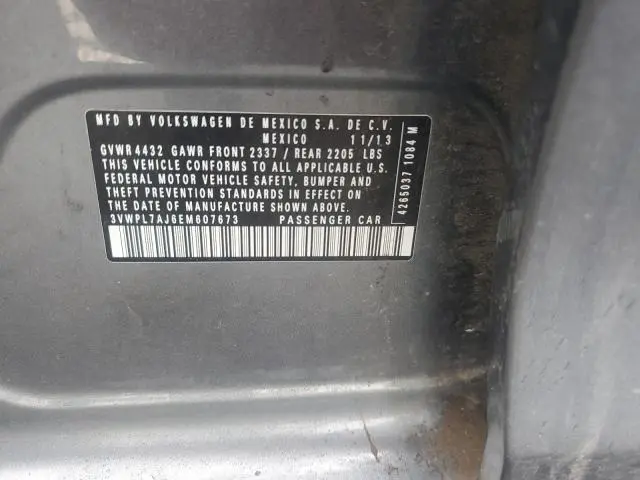 MFD BY VOLKSWAGEN DE MEXICO S.A. DE C.V.
MEXICO 11/13
GVWR 4432 GAWR FRONT 2337 / REAR 2205 LBS
THIS VEHICLE CONFORMS TO ALL APPLICABLE U.S.
FEDERAL MOTOR VEHICLE SAFETY, BUMPER AND
THEFT PREVENTION STANDARDS IN EFFECT ON
THE DATE OF MANUFACTURE SHOWN ABOVE.
3VWPL7AJ6EM607673 PASSENGER CAR
4265037 1084 M